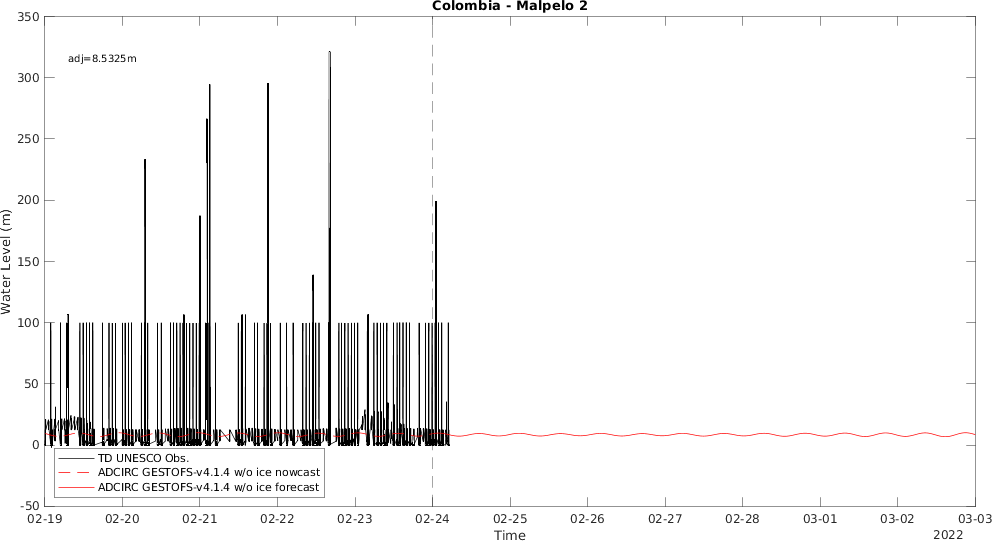 Colombia - Malpelo 2
adj=8.5325m
350
300
250
200
150
100
50
0
-50
Water Level (m)
TD UNESCO Obs.
ADCIRC GESTOFS-v4.1.4 w/o ice nowcast
ADCIRC GESTOFS-v4.1.4 w/o ice forecast
02-19 02-20 02-21 02-22 02-23 02-24 02-25 02-26 02-27 02-28 03-01 03-02 03-03
Time
2022